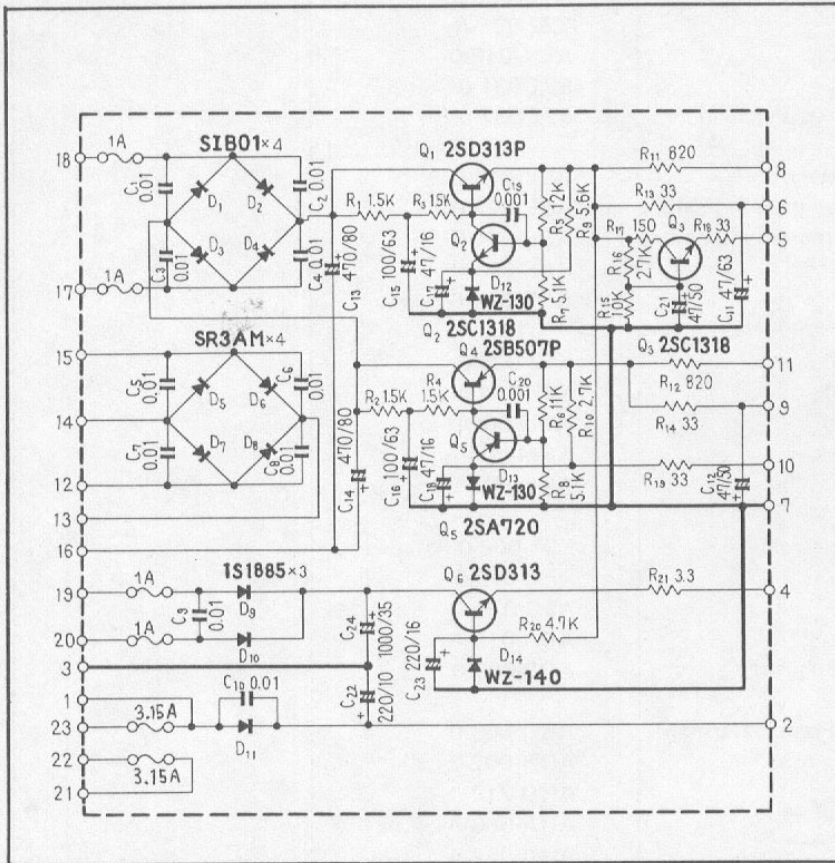 18
1A
SIB01×4
C1 0.01
C2 0.01
D1
D2
C3 0.01
D3
D4
C4 0.01
17
1A
Q1 2SD313P
R1 1.5K
R3 15K
C19 0.001
R5 12K
R9 5.6K
470/80 C13
C15 100/63
C17 47/16
Q2
D12
WZ-130
R7 5.1K
Q2 2SC1318
R11 820
8
R13 33
6
R17 150
Q3
R18 33
5
R16 2.7K
R15 10K
C21 47/50
C11 47/63
Q3 2SC1318
15
SR3AM×4
C5 0.01
C6 0.01
D5
D6
14
C7 0.01
D7
D8
C8 0.01
12
13
16
Q4 2SB507P
R2 1.5K
R4 1.5K
C20 0.001
R6 11K
R10 2.7K
470/80
C14
C16 100/63
C18 47/16
Q5
D13
WZ-130
R8 5.1K
Q5 2SA720
11
R12 820
9
R14 33
10
R19 33
C12 47/50
7
19
1A
1S1885×3
C9 0.01
D9
20
1A
D10
C24 1000/35
Q6 2SD313
R21 3.3
4
R20 4.7K
3
C22 220/10
C23 220/16
D14
WZ-140
1
C10 0.01
23
3.15A
D11
2
22
3.15A
21